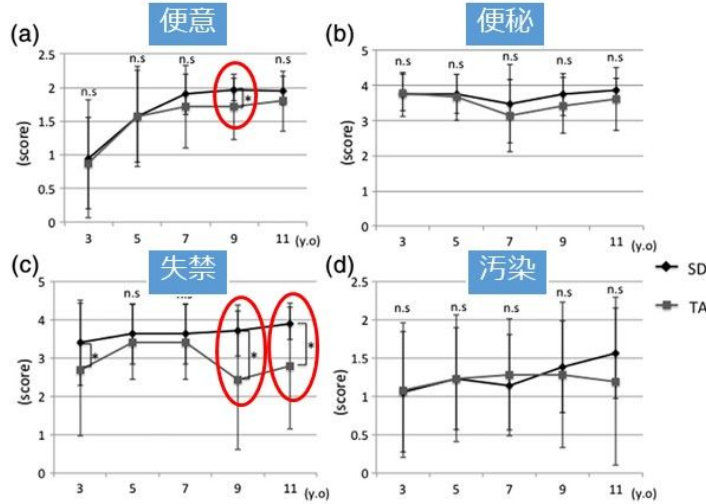 (a) 便意
2.5
2
1.5
1
0.5
0
(score)
n.s n.s n.s * n.s
3 5 7 9 11 (y.o)
(b) 便秘
5
4
3
2
1
0
(score)
n.s n.s n.s n.s n.s
3 5 7 9 11
(c) 失禁
5
4
3
2
1
0
(score)
* n.s n.s * *
3 5 7 9 11 (y.o)
(d) 汚染
2.5
2
1.5
1
0.5
0
(score)
n.s n.s n.s n.s n.s
3 5 7 9 11 (y.o)
SD
TA